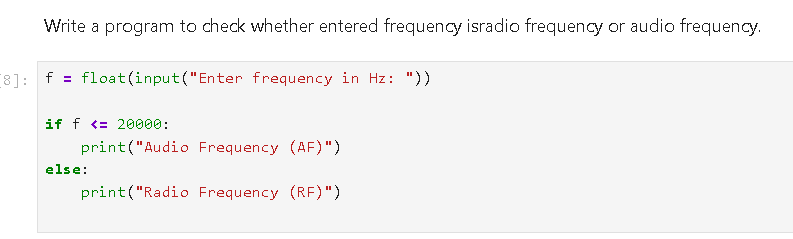 Write a program to check whether entered frequency isradio frequency or audio frequency.
[8]: f = float(input("Enter frequency in Hz: "))
if f <= 20000:
    print("Audio Frequency (AF)")
else:
    print("Radio Frequency (RF)")